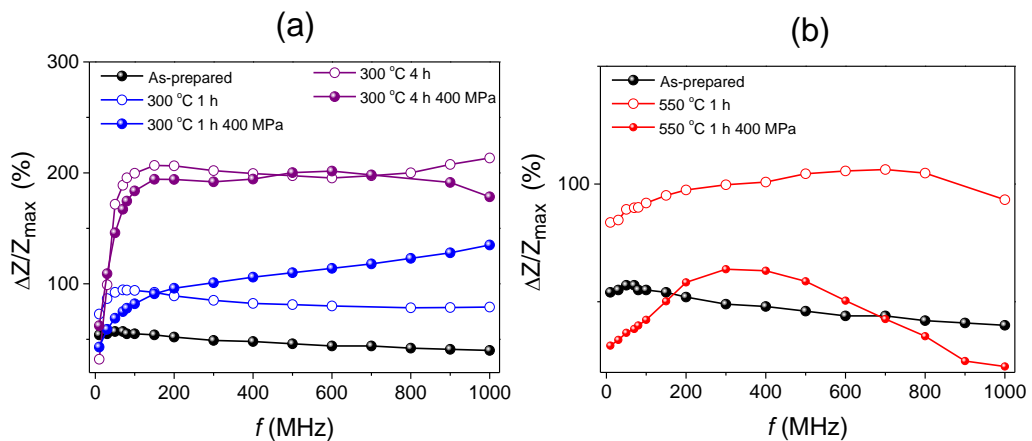 (a)
300
200
100
ΔZ/Z_max (%)
As-prepared
300 °C 1 h
300 °C 1 h 400 MPa
300 °C 4 h
300 °C 4 h 400 MPa
0 200 400 600 800 1000
f (MHz)
(b)
100
ΔZ/Z_max (%)
As-prepared
550 °C 1 h
550 °C 1 h 400 MPa
0 200 400 600 800 1000
f (MHz)